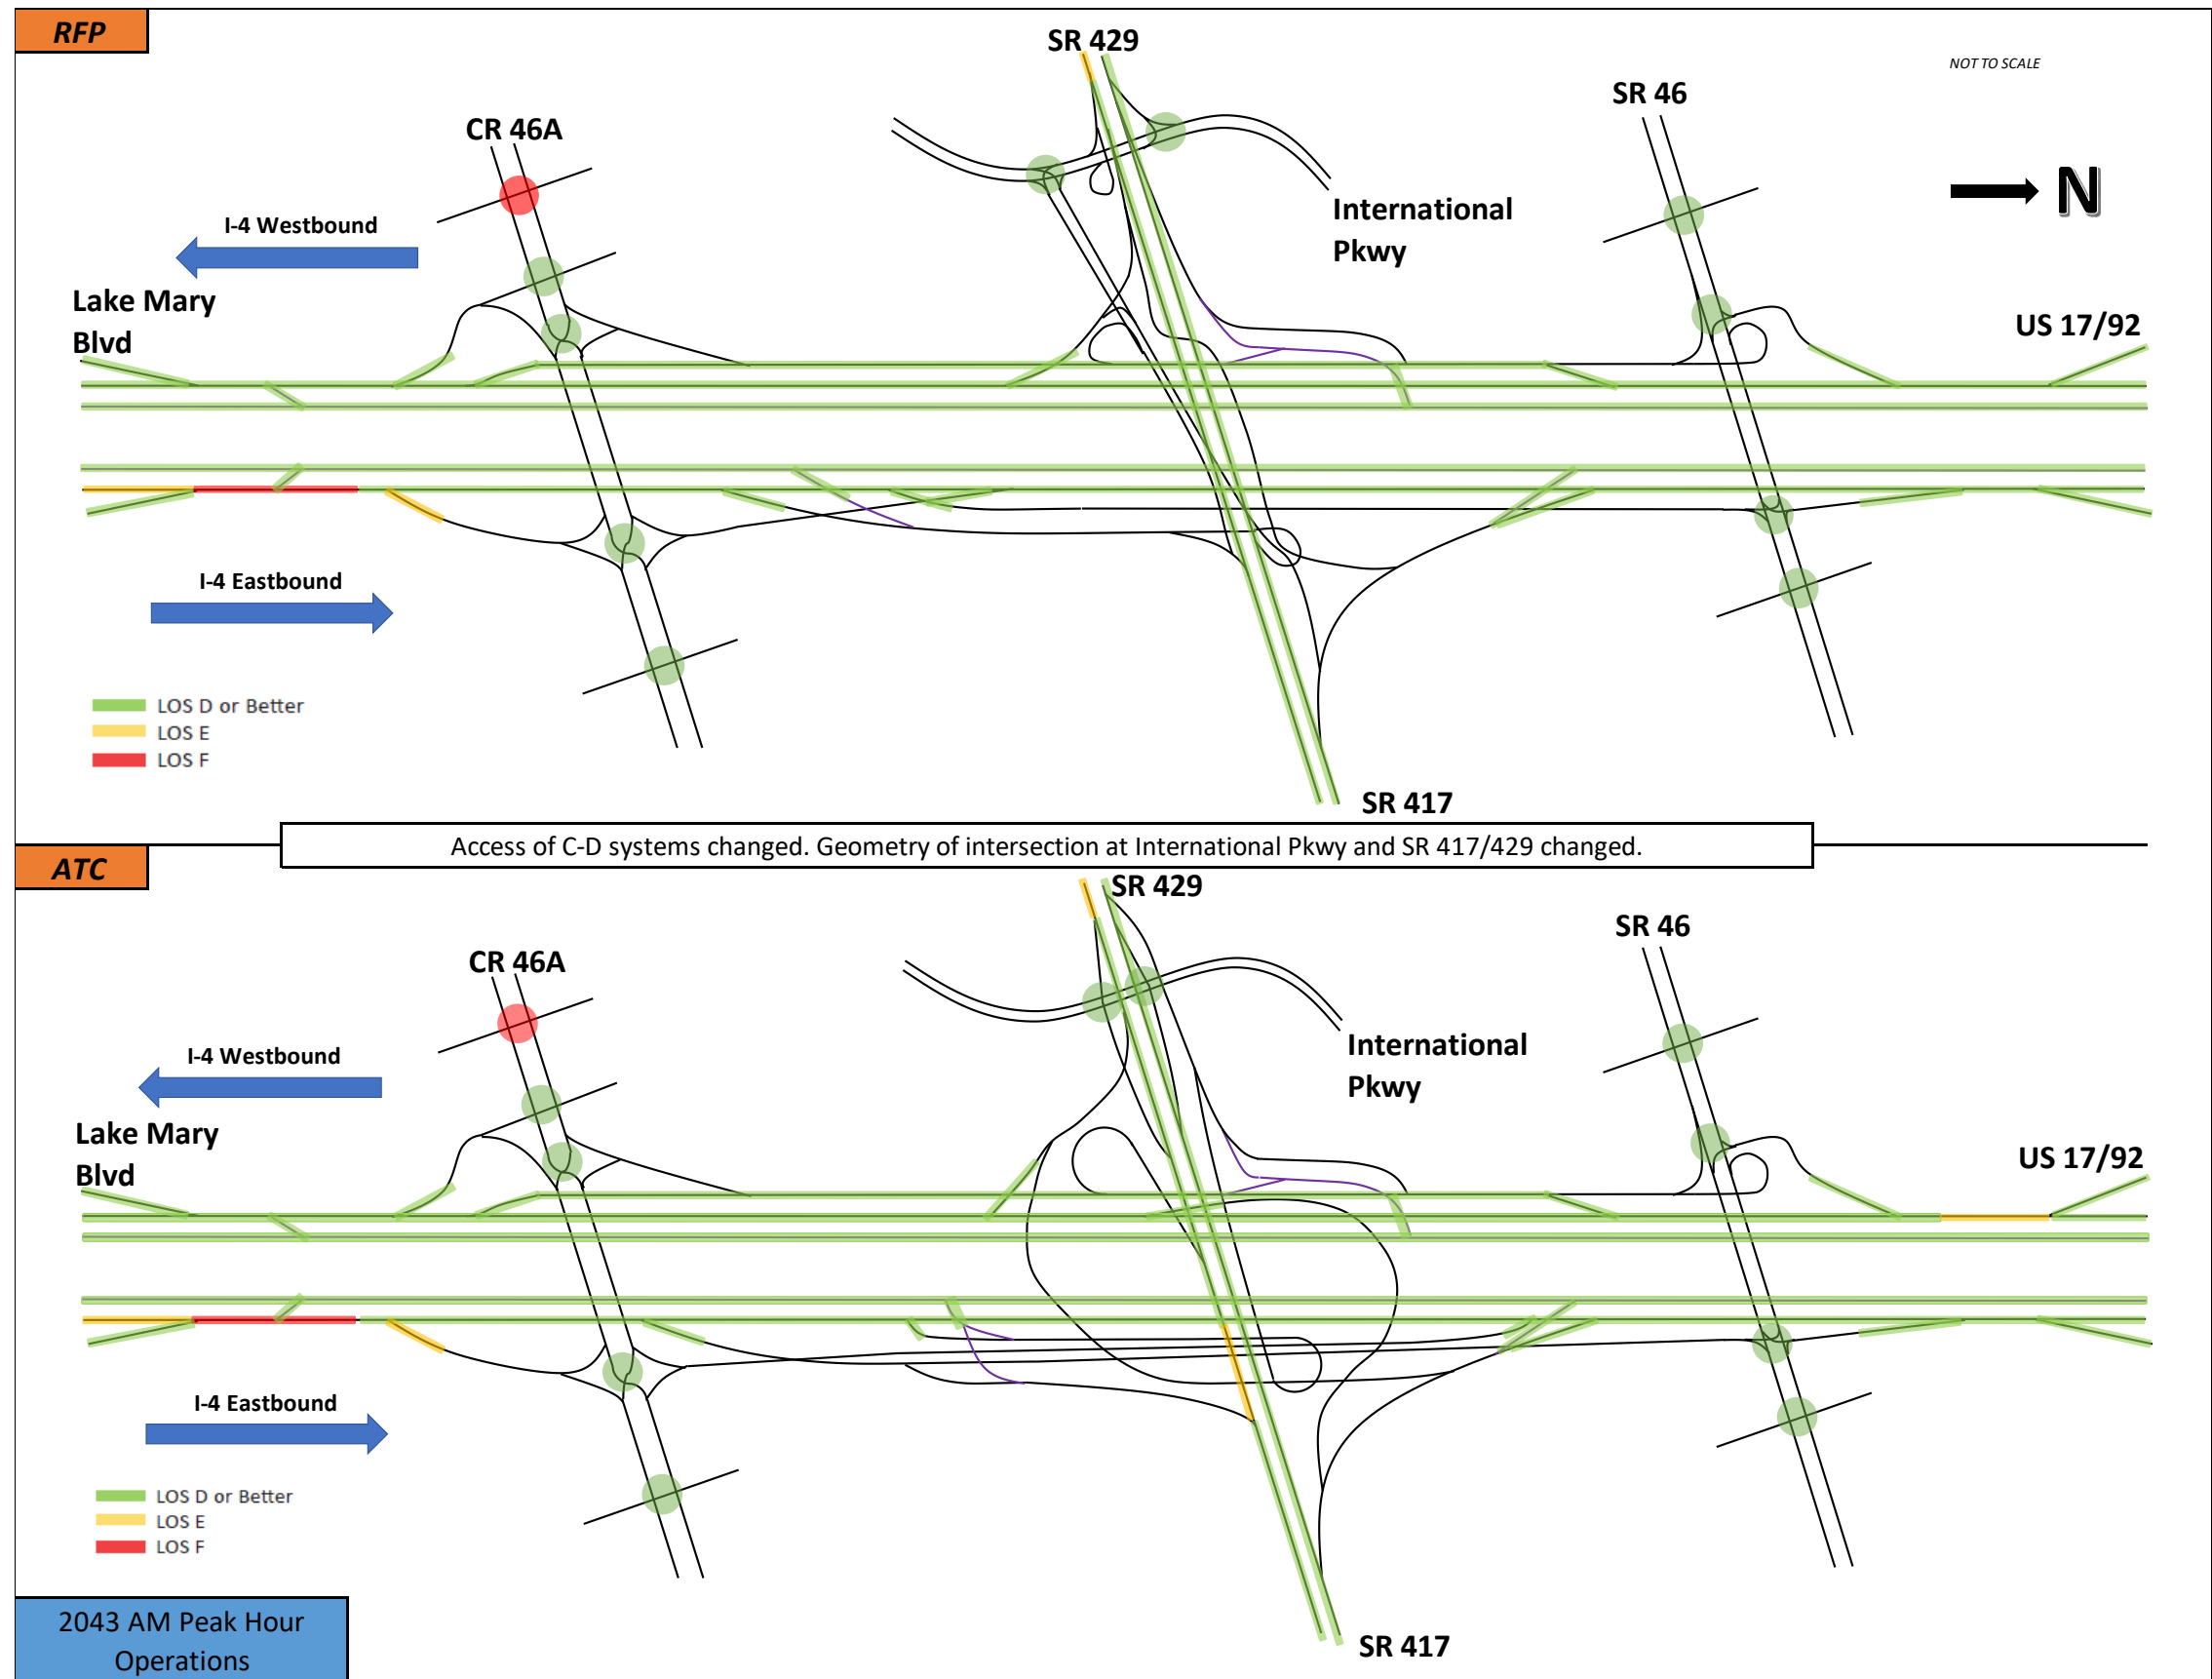 RFP
SR 429
NOT TO SCALE
SR 46
CR 46A
N
International
Pkwy
I-4 Westbound
Lake Mary
Blvd
US 17/92
I-4 Eastbound
LOS D or Better
LOS E
LOS F
SR 417
Access of C-D systems changed. Geometry of intersection at International Pkwy and SR 417/429 changed.
ATC
SR 429
SR 46
CR 46A
International
Pkwy
I-4 Westbound
Lake Mary
Blvd
US 17/92
I-4 Eastbound
LOS D or Better
LOS E
LOS F
2043 AM Peak Hour
Operations
SR 417